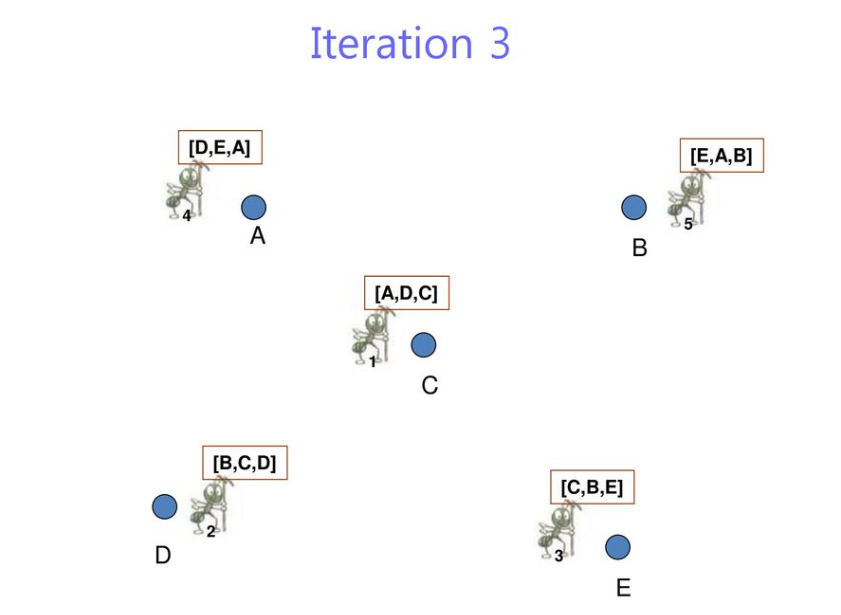 Iteration 3
[D,E,A]
4
A
[E,A,B]
5
B
[A,D,C]
1
C
[B,C,D]
2
D
[C,B,E]
3
E